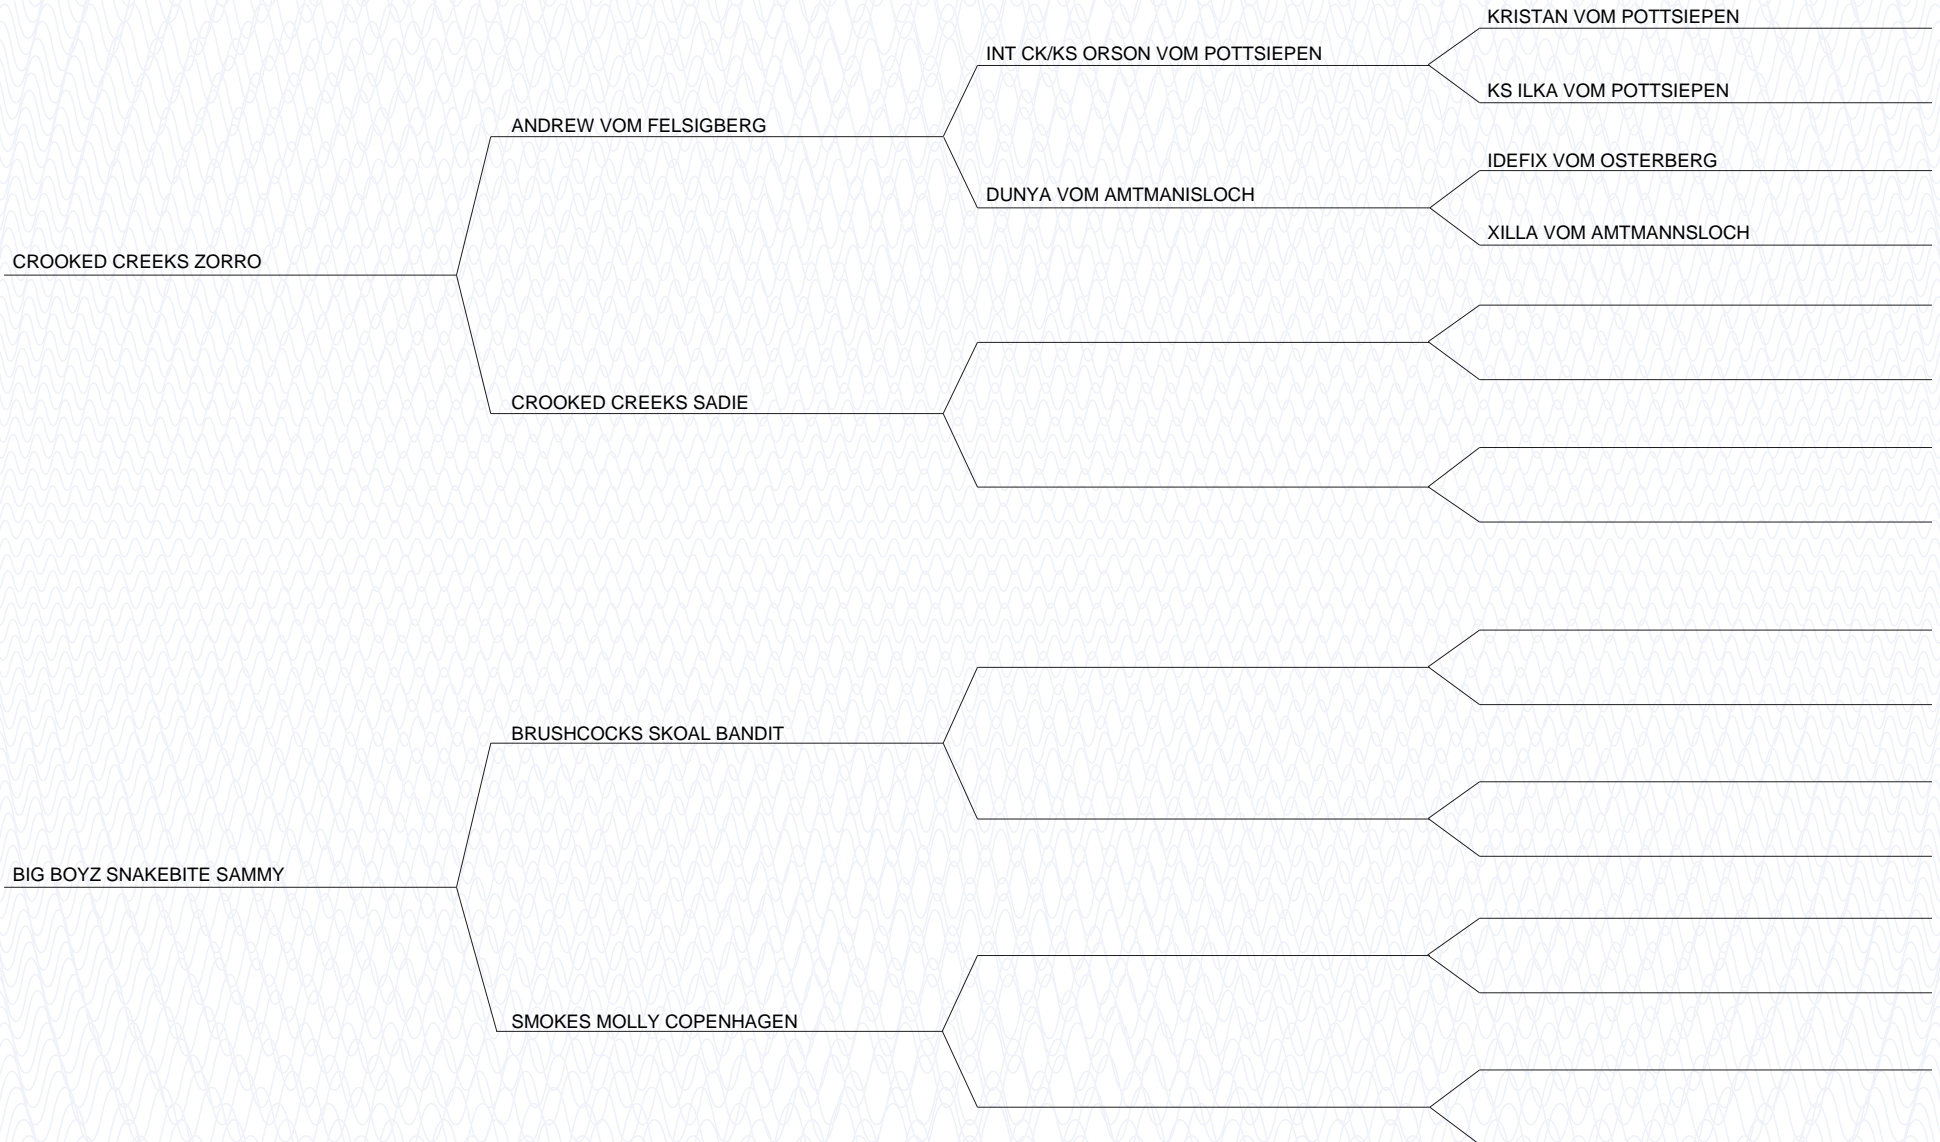 KRISTAN VOM POTTSIEPEN
INT CK/KS ORSON VOM POTTSIEPEN
KS ILKA VOM POTTSIEPEN
ANDREW VOM FELSIGBERG
IDEFIX VOM OSTERBERG
DUNYA VOM AMTMANISLOCH
XILLA VOM AMTMANNSLOCH
CROOKED CREEKS ZORRO
CROOKED CREEKS SADIE
BRUSHCOCKS SKOAL BANDIT
BIG BOYZ SNAKEBITE SAMMY
SMOKES MOLLY COPENHAGEN